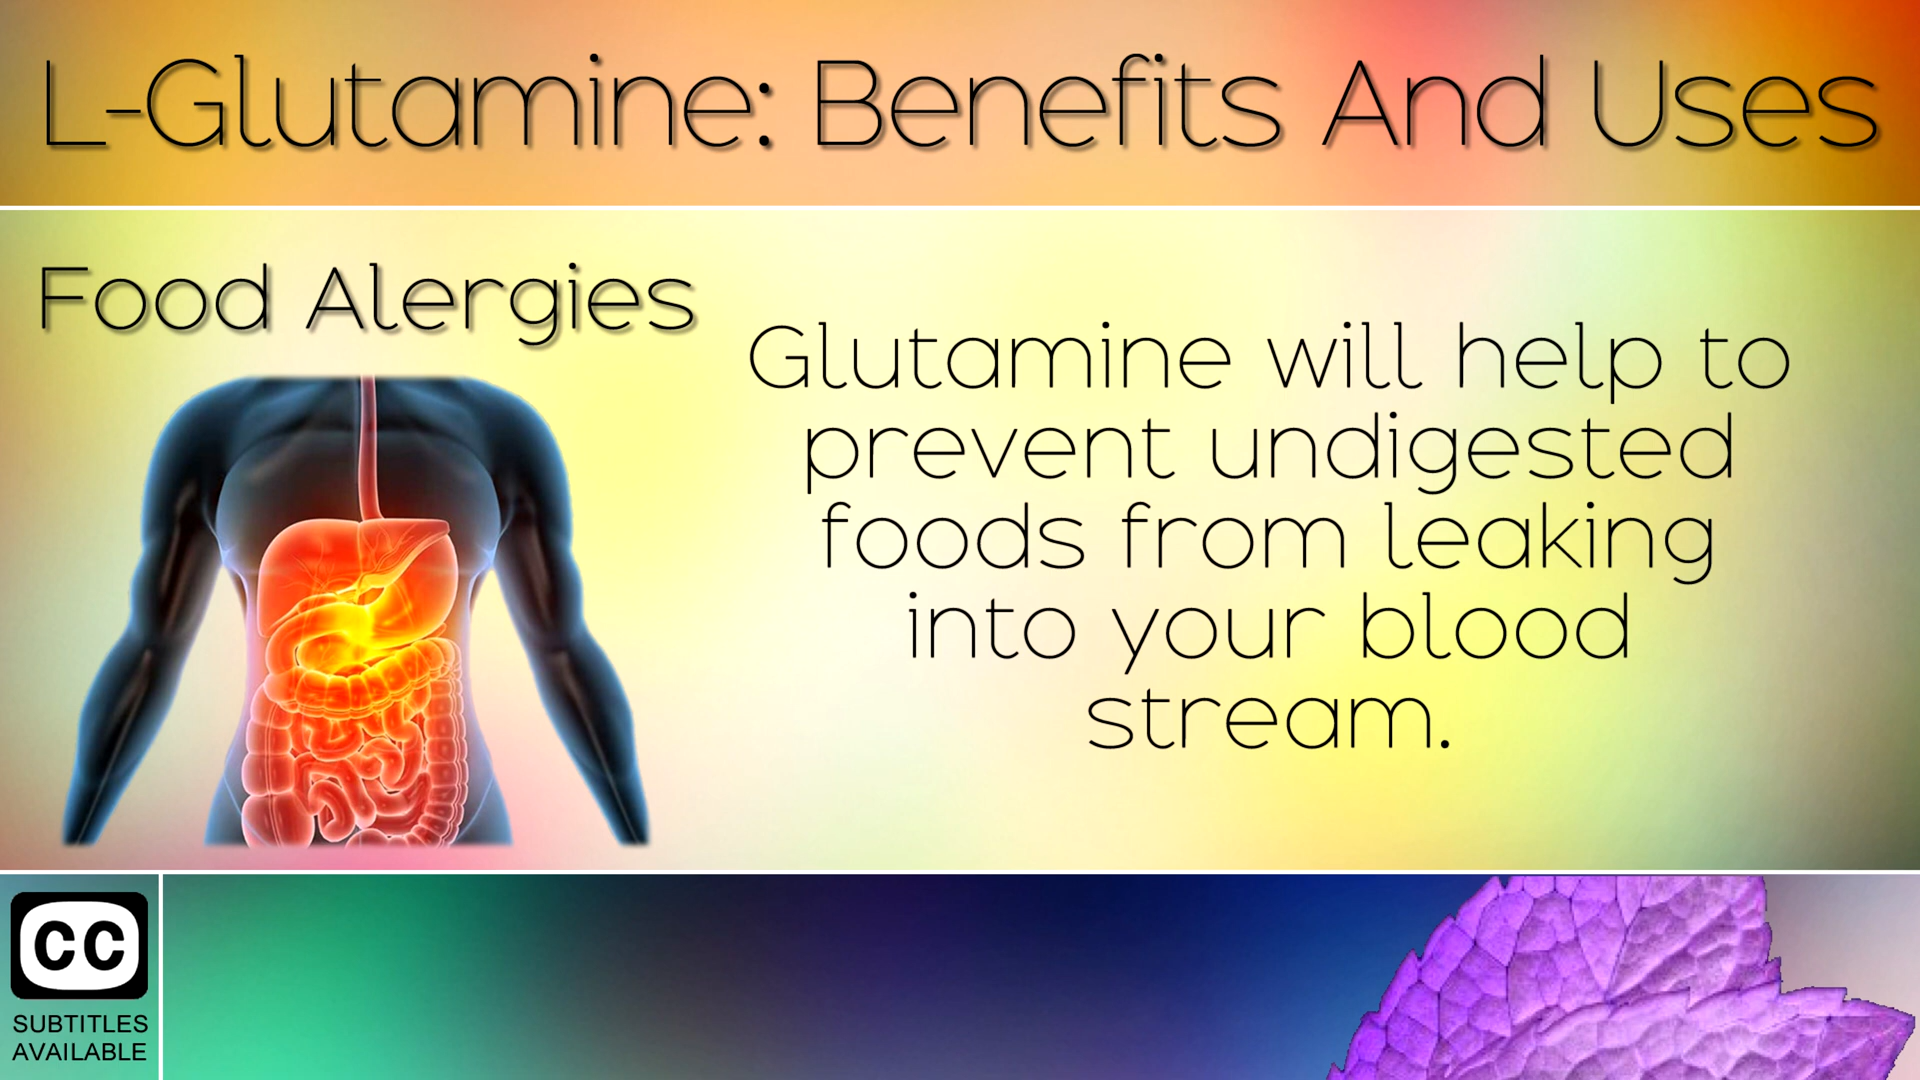 L-Glutamine: Benefits And Uses
Food Alergies
Glutamine will help to
prevent undigested
foods from leaking
into your blood
stream.
CC
SUBTITLES
AVAILABLE